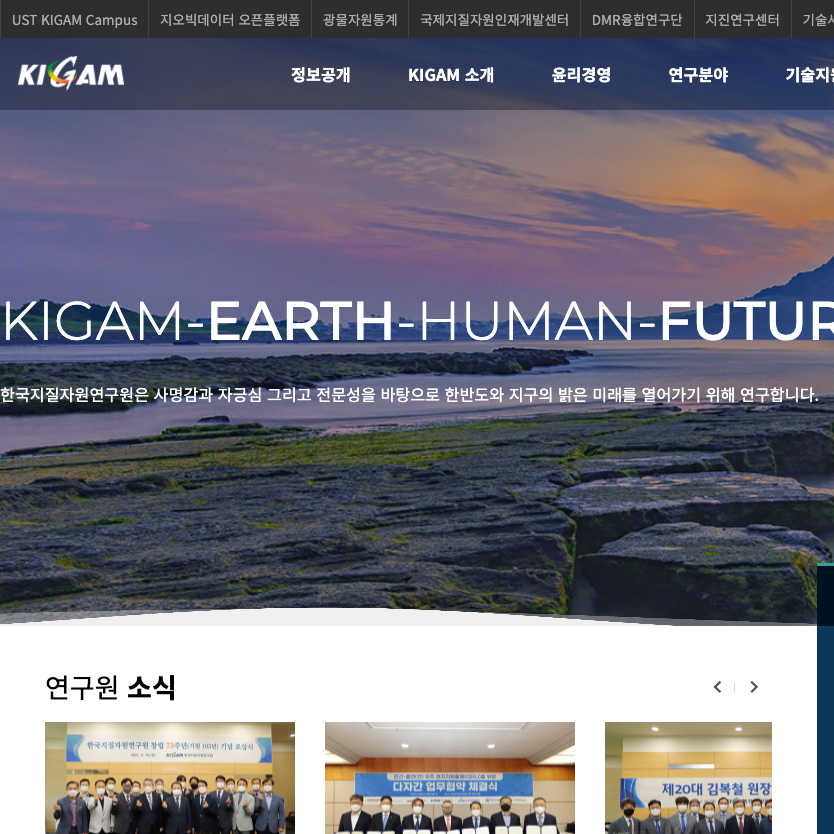 UST KIGAM Campus
지오빅데이터 오픈플랫폼
광물자원통계
국제지질자원인재개발센터
DMR융합연구단
지진연구센터
KIGAM
정보공개
KIGAM 소개
윤리경영
연구분야
KIGAM-EARTH-HUMAN-FUTUR
한국지질자원연구원은 사명감과 자긍심 그리고 전문성을 바탕으로 한반도와 지구의 밝은 미래를 열어가기 위해 연구합니다.
연구원 소식
한국지질자원연구원 창립 73주년(기원 103년) 기념 포상식
다자간 업무협약 체결식
제20대 김복철 원장